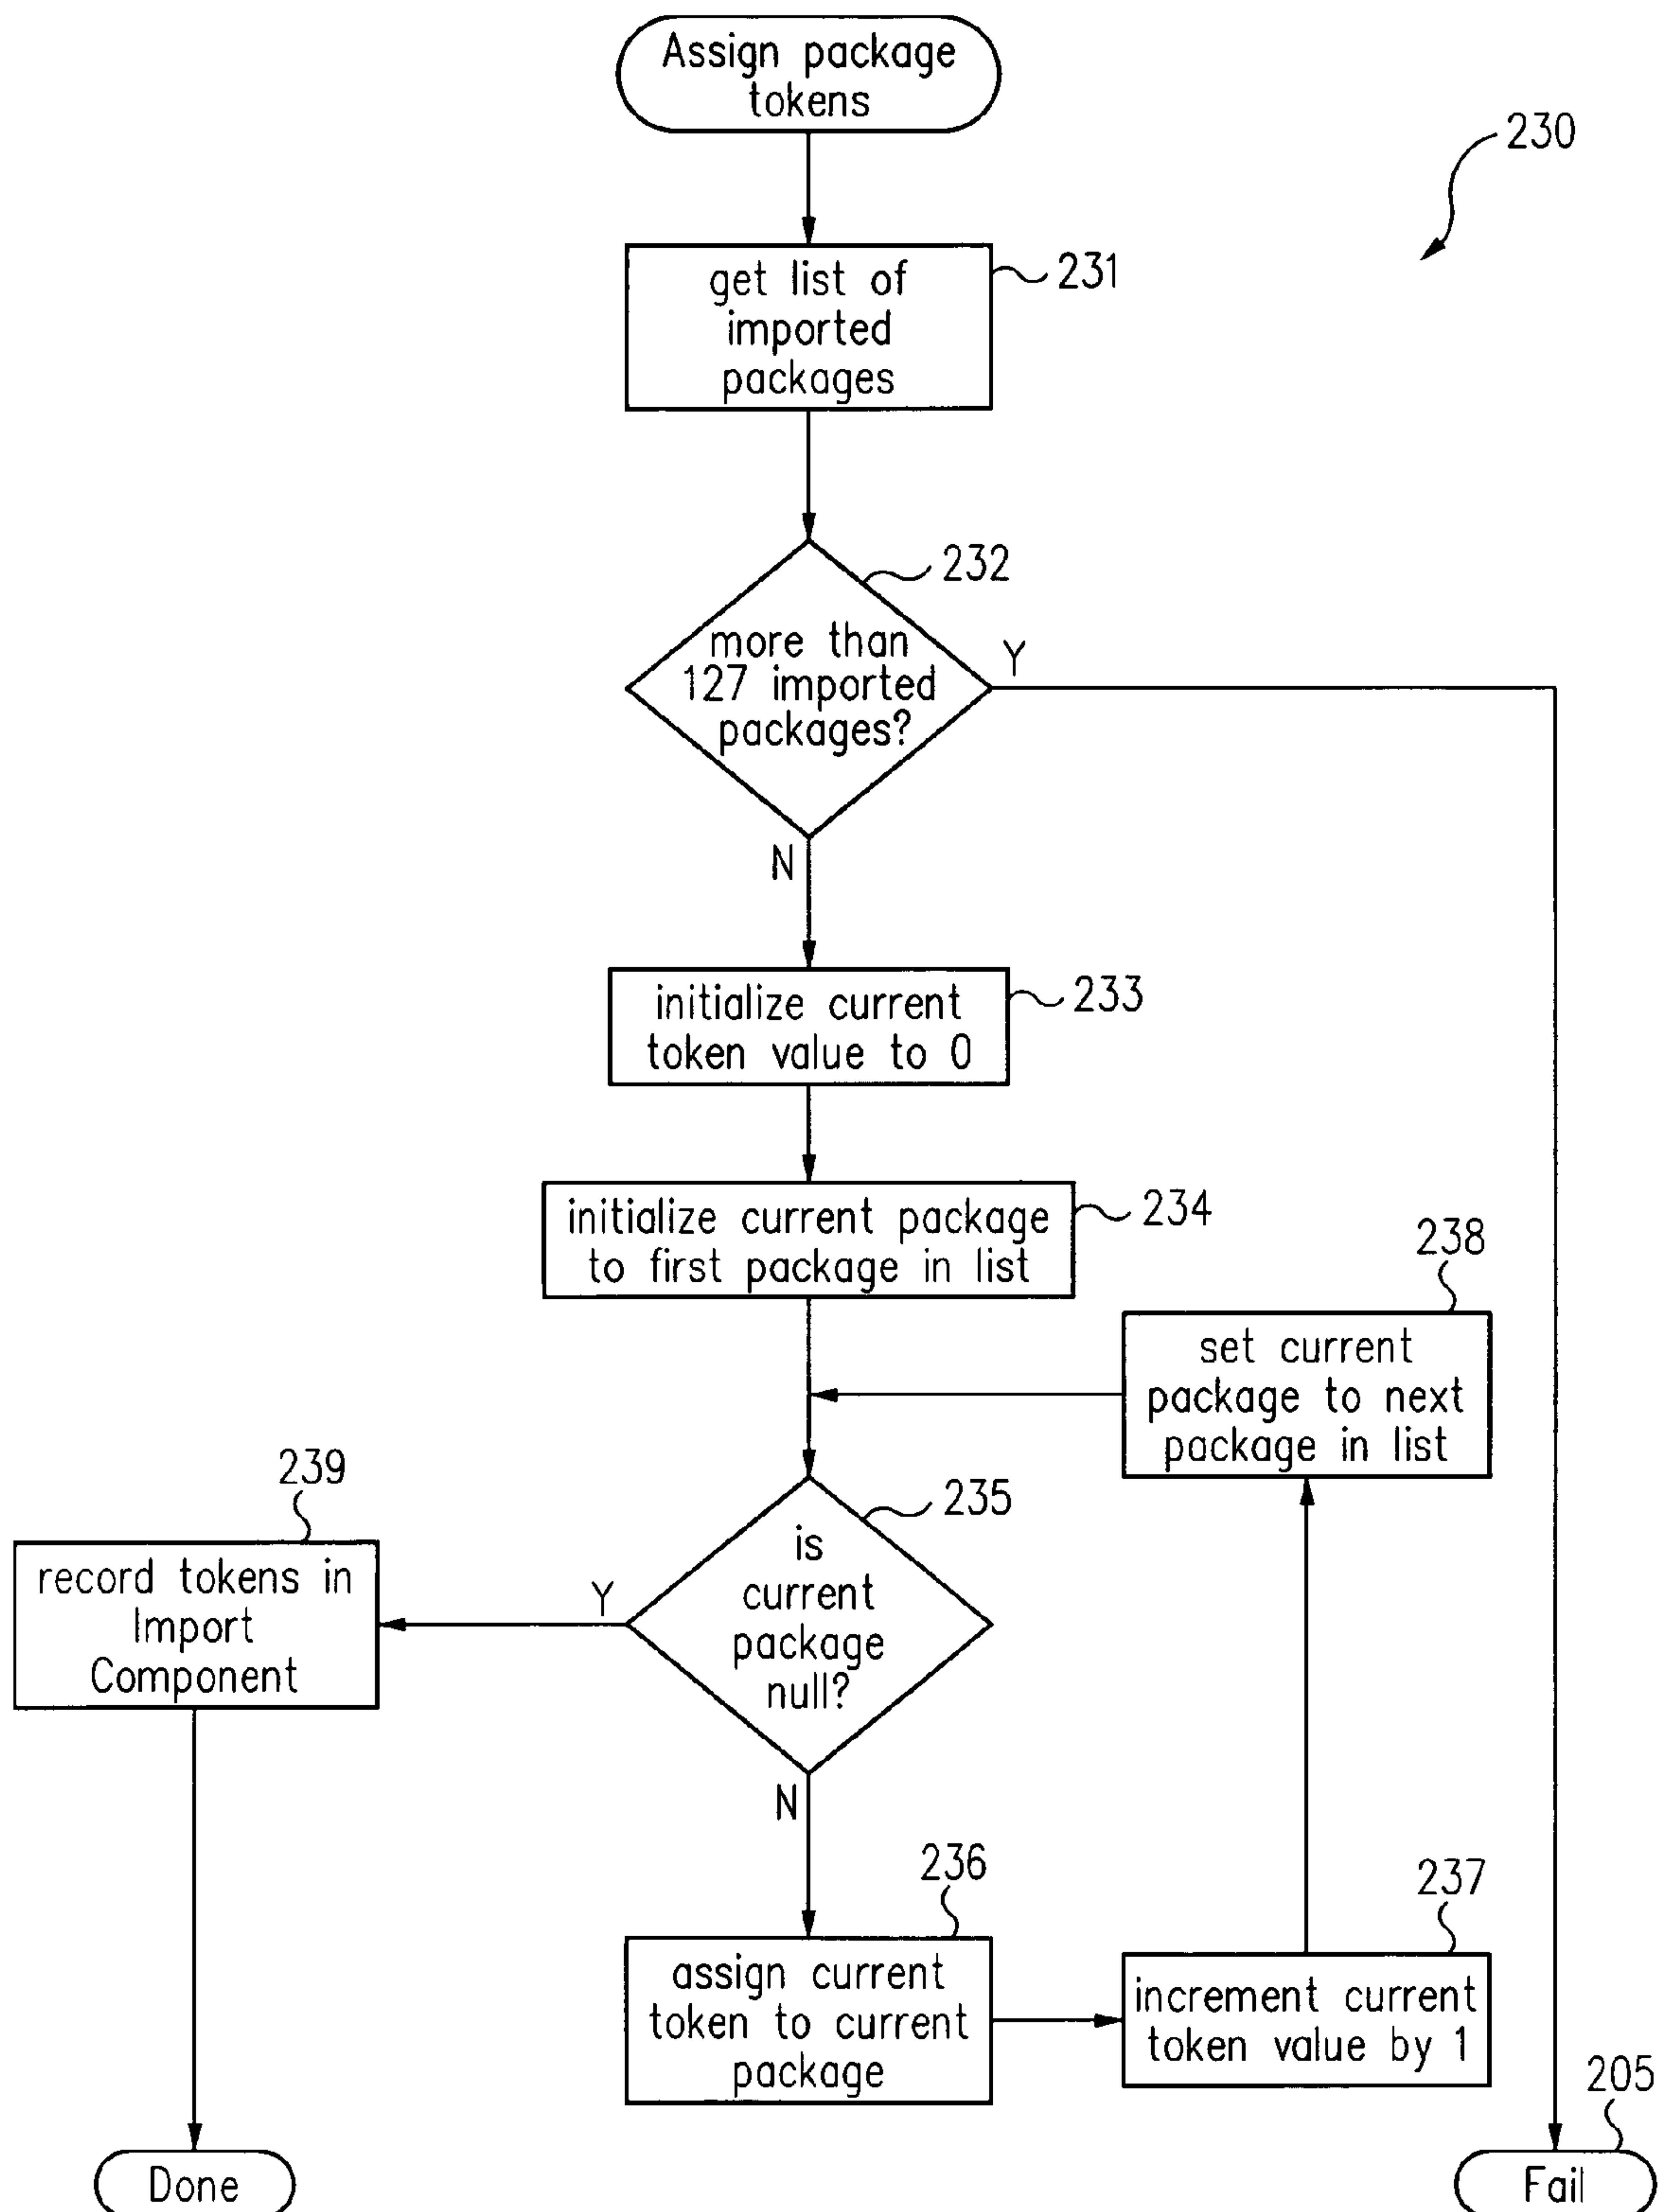 Assign package
tokens
230
get list of
imported
packages
231
232
more than
127 imported
packages?
Y
N
initialize current
token value to 0
233
initialize current package
to first package in list
234
238
set current
package to next
package in list
239
record tokens in
Import
Component
235
is
current
package
null?
Y
N
236
assign current
token to current
package
237
increment current
token value by 1
205
Done
Fail